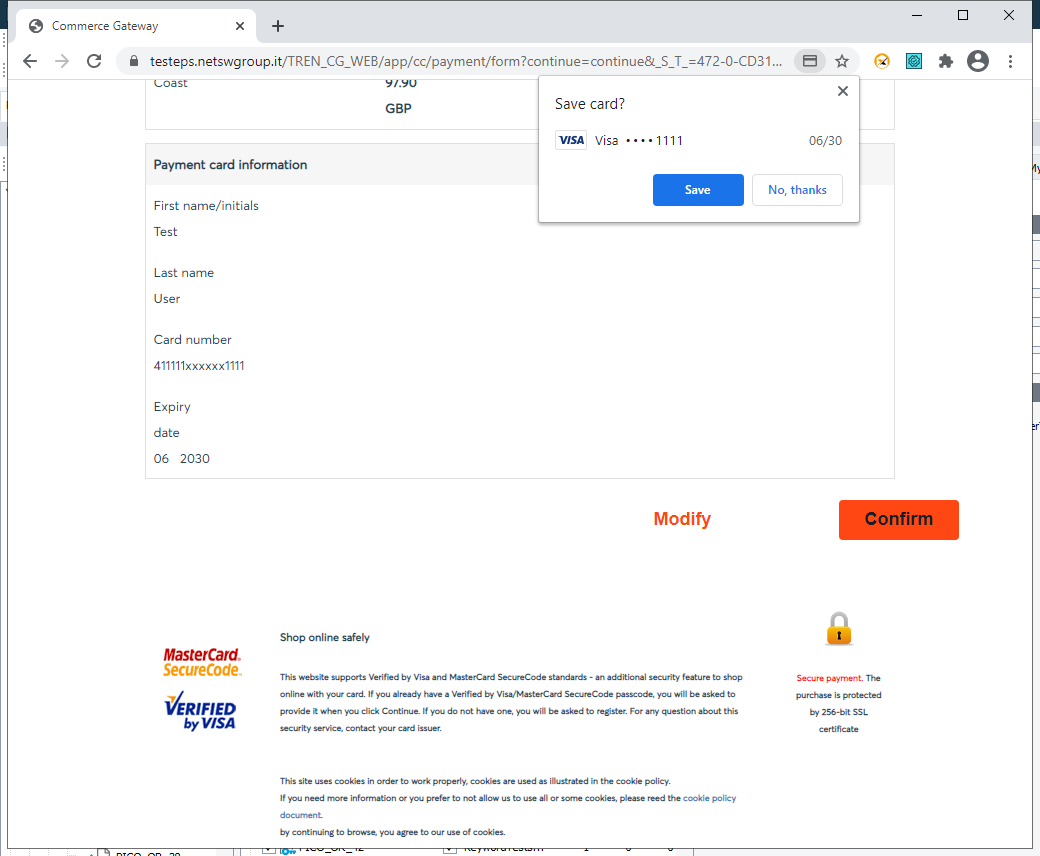 Commerce Gateway
testeps.netswgroup.it/TREN_CG_WEB/app/cc/payment/form?continue=continue&_S_T_=472-0-CD31...
Coast 97.90
GBP
Save card?
VISA Visa •••• 1111 06/30
Save No, thanks
Payment card information
First name/initials
Test
Last name
User
Card number
411111xxxxxx1111
Expiry
date
06 2030
Modify Confirm
Shop online safely
MasterCard.
SecureCode.
VERIFIED
by VISA
This website supports Verified by Visa and MasterCard SecureCode standards - an additional security feature to shop
online with your card. If you already have a Verified by Visa/MasterCard SecureCode passcode, you will be asked to
provide it when you click Continue. If you do not have one, you will be asked to register. For any question about this
security service, contact your card issuer.
Secure payment. The
purchase is protected
by 256-bit SSL
certificate
This site uses cookies in order to work properly, cookies are used as illustrated in the cookie policy.
If you need more information or you prefer to not allow us to use all or some cookies, please reed the cookie policy
document.
by continuing to browse, you agree to our use of cookies.